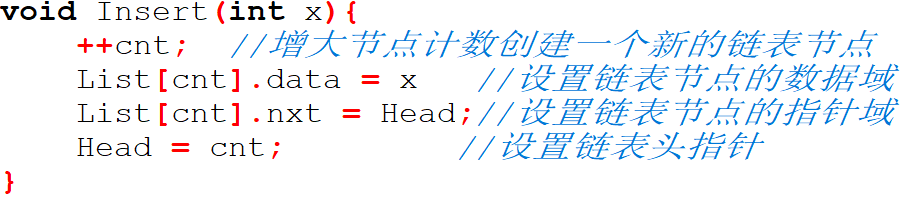 void Insert(int x){
++cnt; //增大节点计数创建一个新的链表节点
List[cnt].data = x //设置链表节点的数据域
List[cnt].nxt = Head;//设置链表节点的指针域
Head = cnt; //设置链表头指针
}